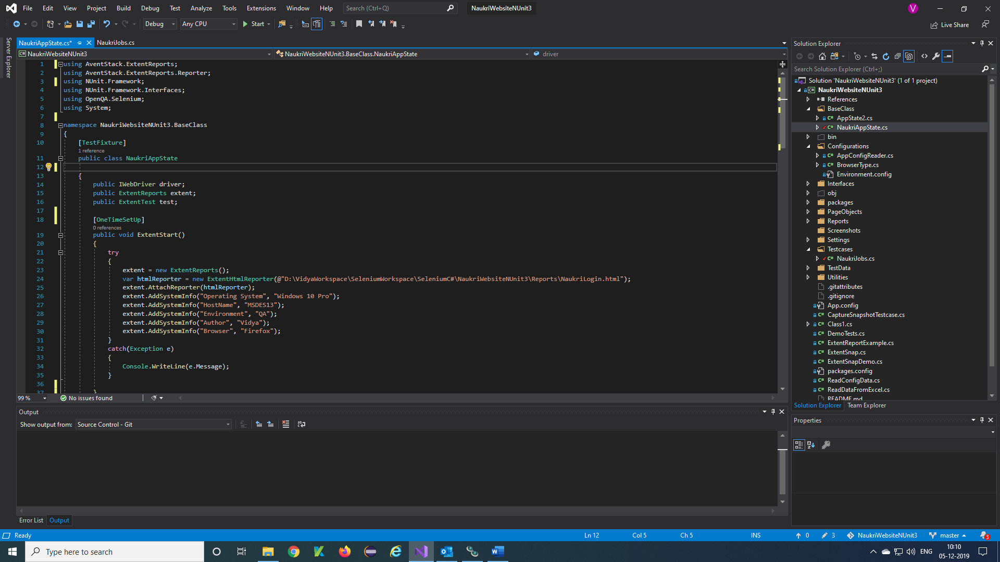 File Edit View Project Build Debug Test Analyze Tools Extensions Window Help Search (Ctrl+Q) NaukriWebsiteNUnit3 V
Debug Any CPU Start Live Share
Server Explorer
NaukriAppState.cs* NaukriJobs.cs
NaukriWebsiteNUnit3 NaukriWebsiteNUnit3.BaseClass.NaukriAppState driver
1 using AventStack.ExtentReports;
2 using AventStack.ExtentReports.Reporter;
3 using NUnit.Framework;
4 using NUnit.Framework.Interfaces;
5 using OpenQA.Selenium;
6 using System;
7
8 namespace NaukriWebsiteNUnit3.BaseClass
9 {
10 [TestFixture]
1 reference
11 public class NaukriAppState
12
13 {
14 public IWebDriver driver;
15 public ExtentReports extent;
16 public ExtentTest test;
17
18 [OneTimeSetUp]
0 references
19 public void ExtentStart()
20 {
21 try
22 {
23 extent = new ExtentReports();
24 var htmlReporter = new ExtentHtmlReporter(@"D:\VidyaWorkspace\SeleniumWorkspace\SeleniumC#\NaukriWebsiteNUnit3\Reports\NaukriLogin.html");
25 extent.AttachReporter(htmlReporter);
26 extent.AddSystemInfo("Operating System", "Windows 10 Pro");
27 extent.AddSystemInfo("HostName", "MSDES13");
28 extent.AddSystemInfo("Environment", "QA");
29 extent.AddSystemInfo("Author", "Vidya");
30 extent.AddSystemInfo("Browser", "Firefox");
31 }
32 catch(Exception e)
33 {
34 Console.WriteLine(e.Message);
35 }
36
37 }
99 % No issues found
Output
Show output from: Source Control - Git
Error List Output
Solution Explorer
Search Solution Explorer (Ctrl+;)
Solution 'NaukriWebsiteNUnit3' (1 of 1 project)
NaukriWebsiteNUnit3
References
BaseClass
AppState2.cs
NaukriAppState.cs
bin
Configurations
AppConfigReader.cs
BrowserType.cs
Environment.config
Interfaces
obj
packages
PageObjects
Reports
Screenshots
Settings
Testcases
NaukriJobs.cs
TestData
Utilities
.gitattributes
.gitignore
App.config
CaptureSnapshotTestcase.cs
Class1.cs
DemoTests.cs
ExtentReportExample.cs
ExtentSnap.cs
ExtentSnapDemo.cs
packages.config
ReadConfigData.cs
ReadDataFromExcel.cs
README.md
Solution Explorer Team Explorer
Properties
Ready Ln 12 Col 5 Ch 5 INS 0 3 NaukriWebsiteNUnit3 master 3
Type here to search ENG 10:10
05-12-2019